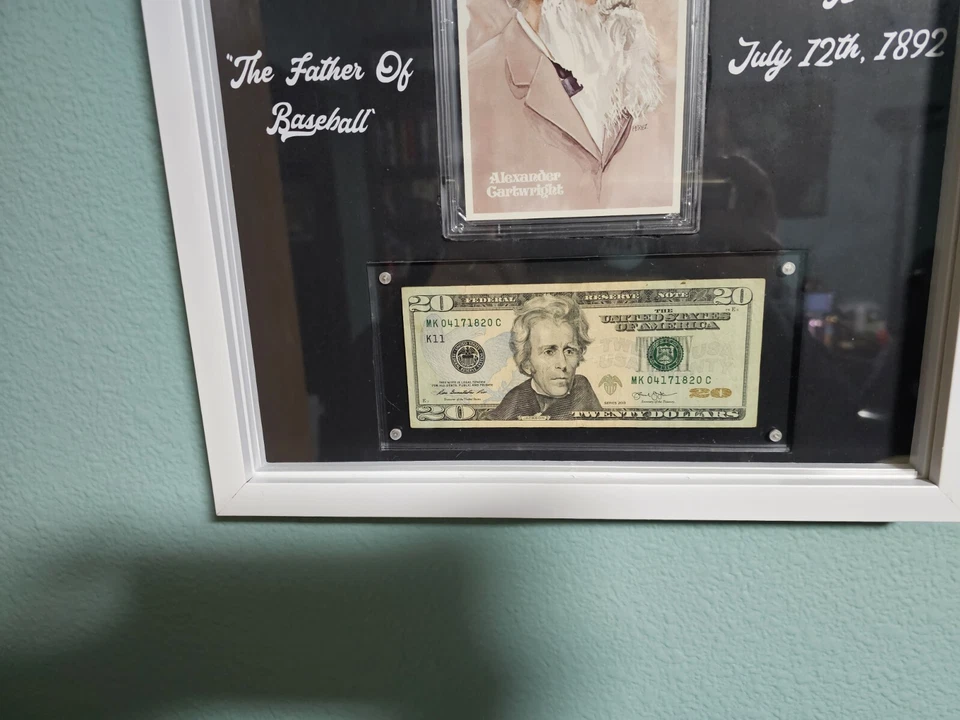 "The Father Of
Baseball"
July 12th, 1892
PEREZ
Alexander
Cartwright
20 FEDERAL RESERVE NOTE 20
THE
UNITED STATES
OF AMERICA
MK 04171820 C
K11
MK 04171820 C
20 TWENTY DOLLARS
20